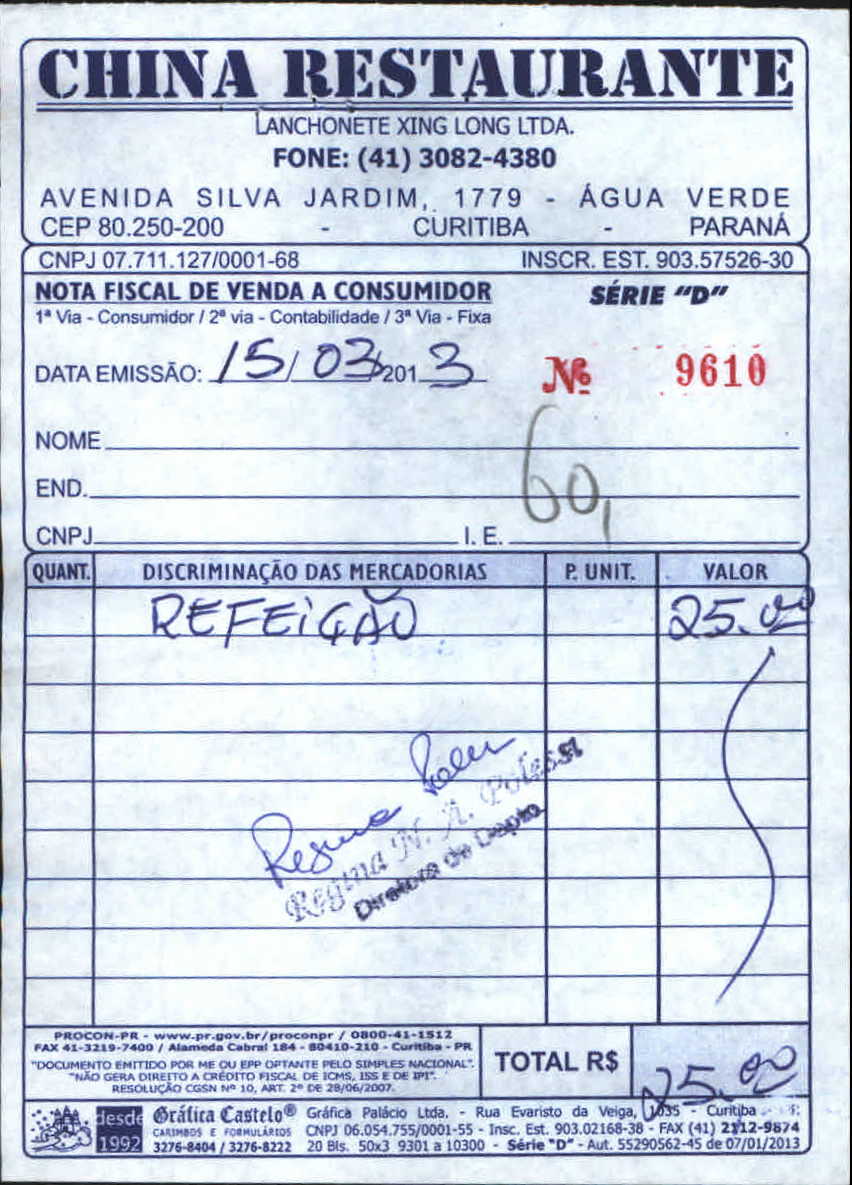 CHINA RESTAURANTE
LANCHONETE XING LONG LTDA.
FONE: (41) 3082-4380
AVENIDA SILVA JARDIM, 1779 - ÁGUA VERDE
CEP 80.250-200 - CURITIBA - PARANÁ
CNPJ 07.711.127/0001-68 INSCR. EST. 903.57526-30
NOTA FISCAL DE VENDA A CONSUMIDOR SÉRIE "D"
1ª Via - Consumidor / 2ª via - Contabilidade / 3ª Via - Fixa
DATA EMISSÃO: 15/03/2013 Nº 9610
NOME
END. 60,
CNPJ I. E.
QUANT. DISCRIMINAÇÃO DAS MERCADORIAS P. UNIT. VALOR
REFEIÇÃO 25.00
Regina
Regina N. A. Polessi
Diretora de Depto
PROCON-PR - www.pr.gov.br/proconpr / 0800-41-1512
FAX 41-3219-7400 / Alameda Cabral 184 - 80410-210 - Curitiba - PR
"DOCUMENTO EMITIDO POR ME OU EPP OPTANTE PELO SIMPLES NACIONAL".
"NÃO GERA DIREITO A CRÉDITO FISCAL DE ICMS, ISS E DE IPI".
RESOLUÇÃO CGSN Nº 10, ART. 2º DE 28/06/2007.
TOTAL R$ 25.00
desde 1992
Gráfica Castelo®
CARIMBOS E FORMULÁRIOS
3276-8404 / 3276-8222
Gráfica Palácio Ltda. - Rua Evaristo da Veiga, 1035 - Curitiba
CNPJ 06.054.755/0001-55 - Insc. Est. 903.02168-38 - FAX (41) 2112-9874
20 Bls. 50x3 9301 a 10300 - Série "D" - Aut. 55290562-45 de 07/01/2013